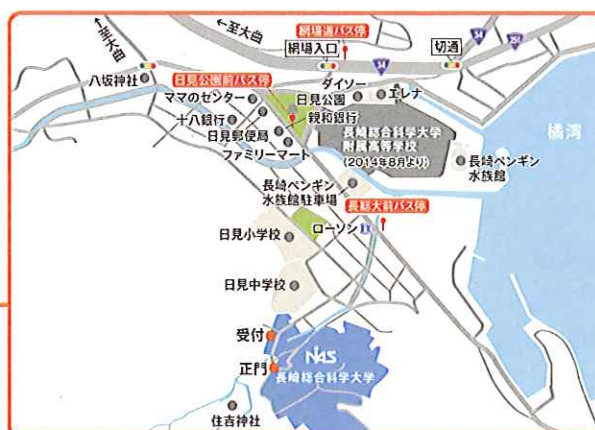 ←至大曲
←至大曲
網場道バス停
34
251
網場入口
切通
34
八坂神社
日見公園前バス停
ママのセンター
ダイソー
日見公園
エレナ
十八銀行
親和銀行
日見郵便局
ファミリーマート
長崎総合科学大学
附属高等学校
(2014年8月より)
橘湾
長崎ペンギン
水族館
長崎ペンギン
水族館駐車場
長総大前バス停
ローソン
日見小学校
日見中学校
受付
正門
NAS
長崎総合科学大学
住吉神社